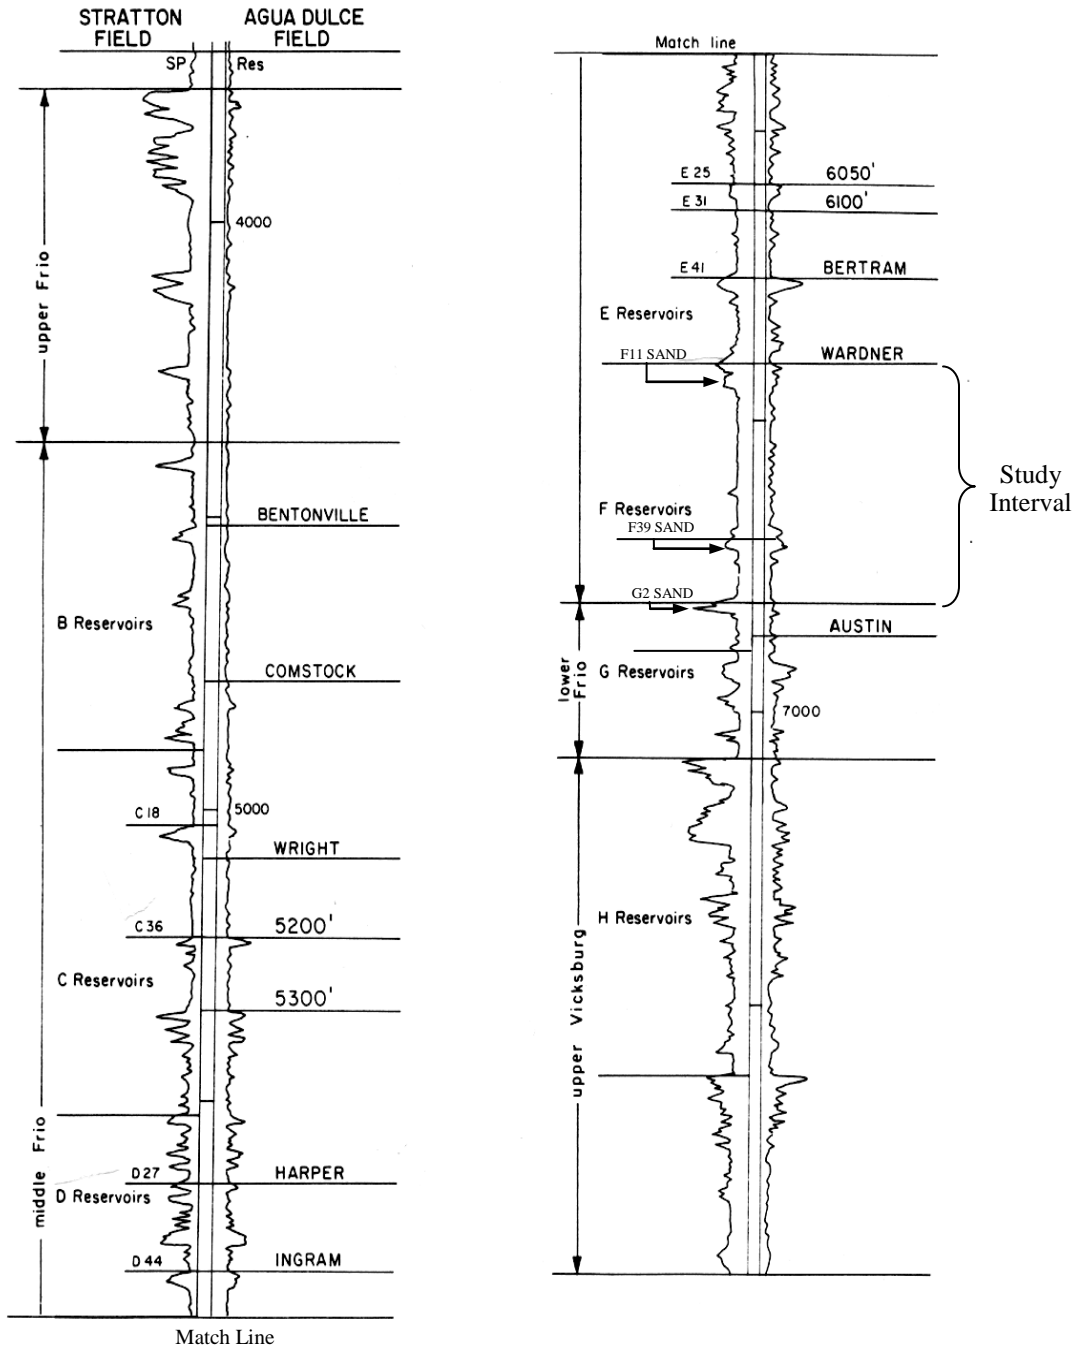 STRATTON FIELD
AGUA DULCE FIELD
SP
Res
upper Frio
4000
BENTONVILLE
B Reservoirs
COMSTOCK
C 18
5000
WRIGHT
C 36
5200'
C Reservoirs
5300'
middle Frio
D 27
HARPER
D Reservoirs
D 44
INGRAM
Match Line
Match line
E 25
6050'
E 31
6100'
E 41
BERTRAM
E Reservoirs
F11 SAND
WARDNER
Study
Interval
F Reservoirs
F39 SAND
G2 SAND
AUSTIN
lower
Frio
G Reservoirs
7000
H Reservoirs
upper Vicksburg